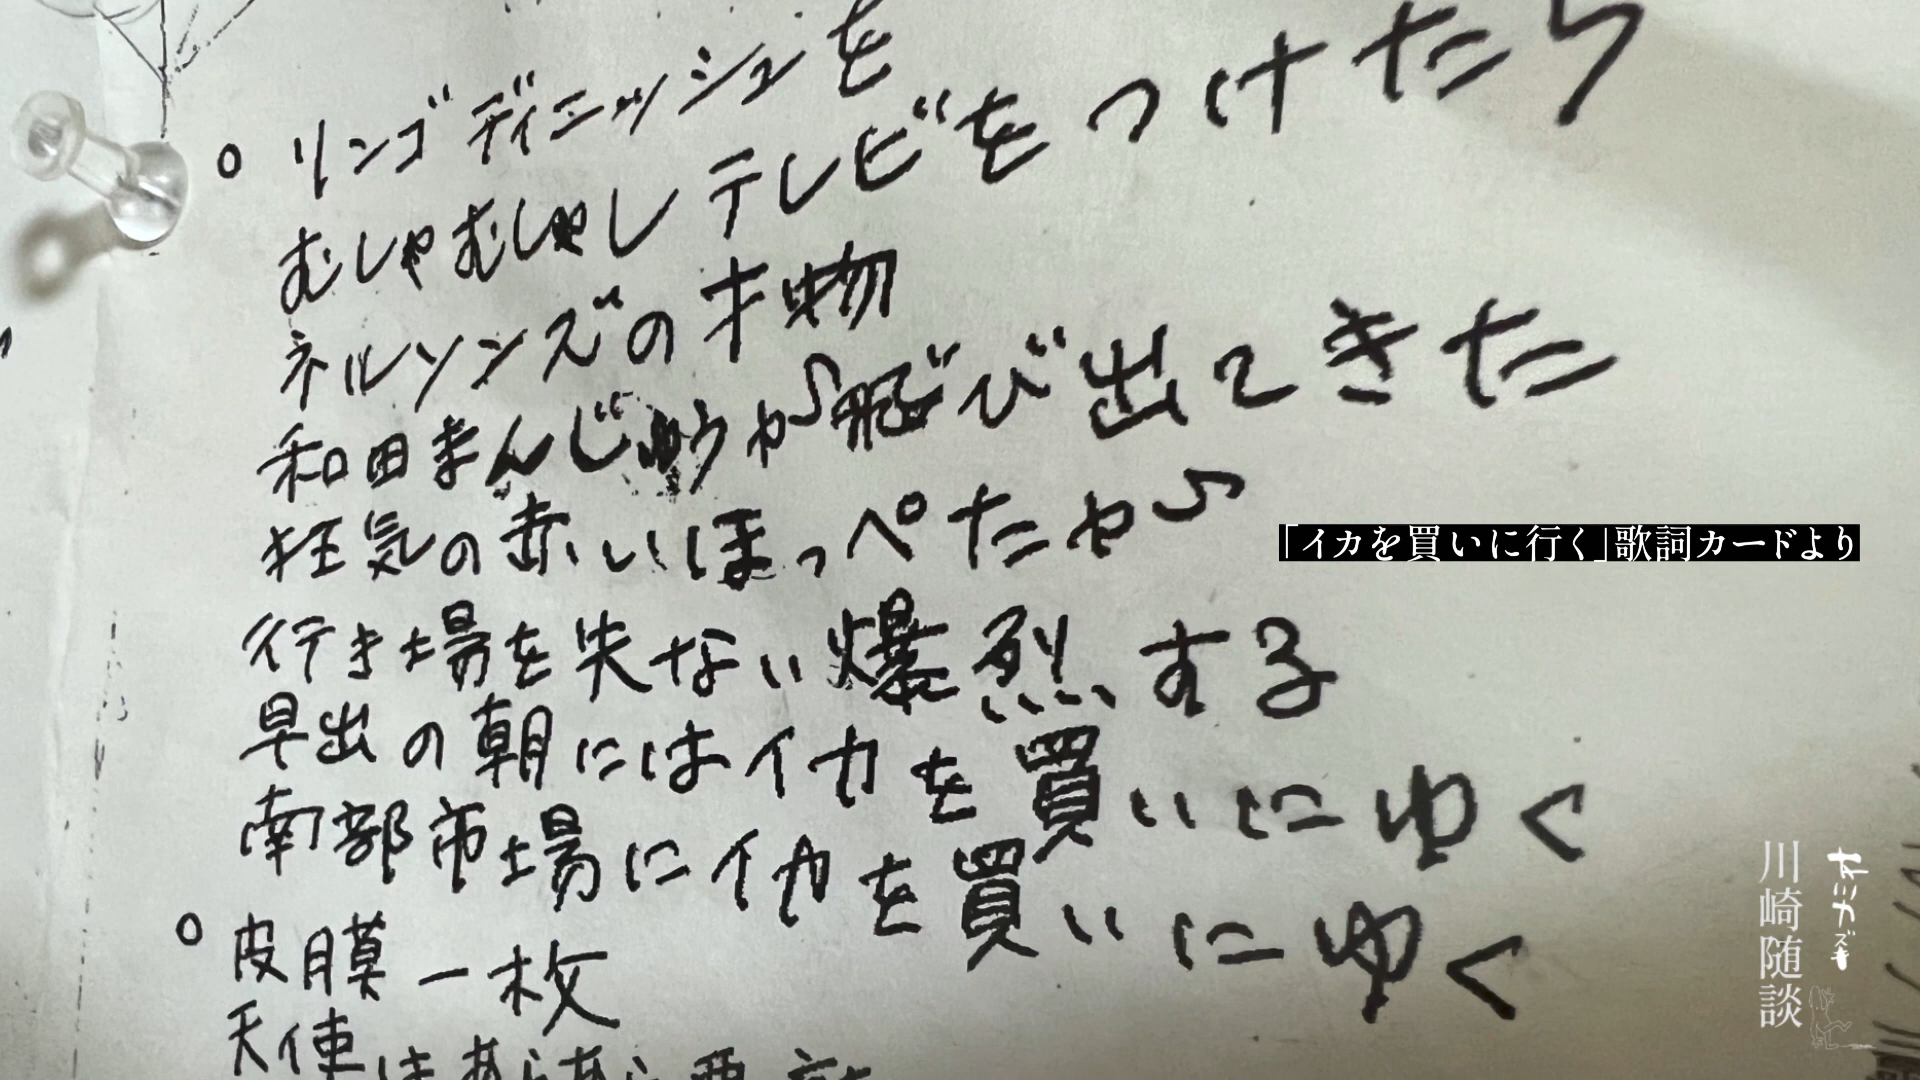 ○ リンゴディニッシュを
むしゃむしゃしテレビをつけたら
ネルソンズの本物
和田まんじゅうが飛び出てきた
狂気の赤いほっぺたが
行き場を失ない爆烈する
早出の朝にはイカを買いにゆく
南部市場にイカを買いにゆく
○ 皮膜一枚
天使は
「イカを買いに行く」歌詞カードより
川崎随談